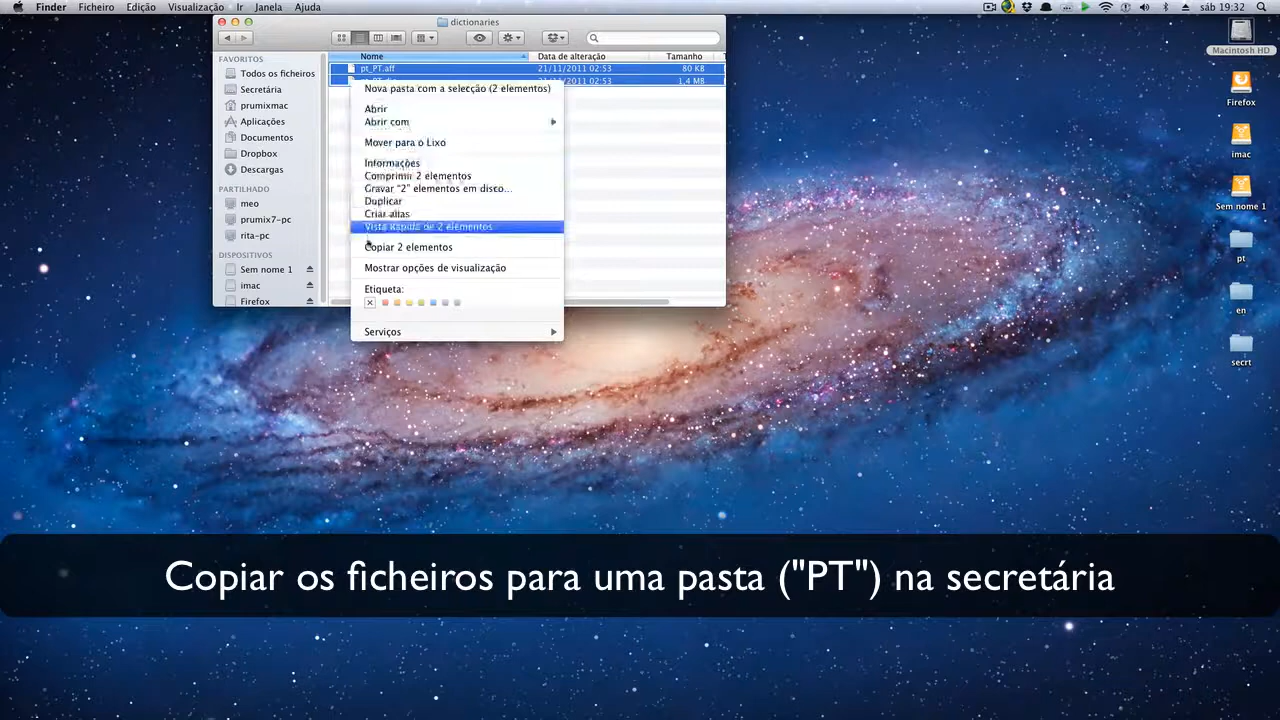 Finder Ficheiro Edição Visualização Ir Janela Ajuda sáb 19:32
dictionaries
FAVORITOS
Todos os ficheiros
Secretária
prumixmac
Aplicações
Documentos
Dropbox
Descargas
PARTILHADO
meo
prumix7-pc
rita-pc
DISPOSITIVOS
Sem nome 1
imac
Firefox
Nome Data de alteração Tamanho
pt_PT.aff 21/11/2011 02:53 80 KB
21/11/2011 02:53 1,4 MB
Nova pasta com a selecção (2 elementos)
Abrir
Abrir com
Mover para o Lixo
Informações
Comprimir 2 elementos
Gravar “2” elementos em disco...
Duplicar
Criar alias
Vista Rápida de 2 elementos
Copiar 2 elementos
Mostrar opções de visualização
Etiqueta:
Serviços
Macintosh HD
Firefox
imac
Sem nome 1
pt
en
secrt
Copiar os ficheiros para uma pasta ("PT") na secretária